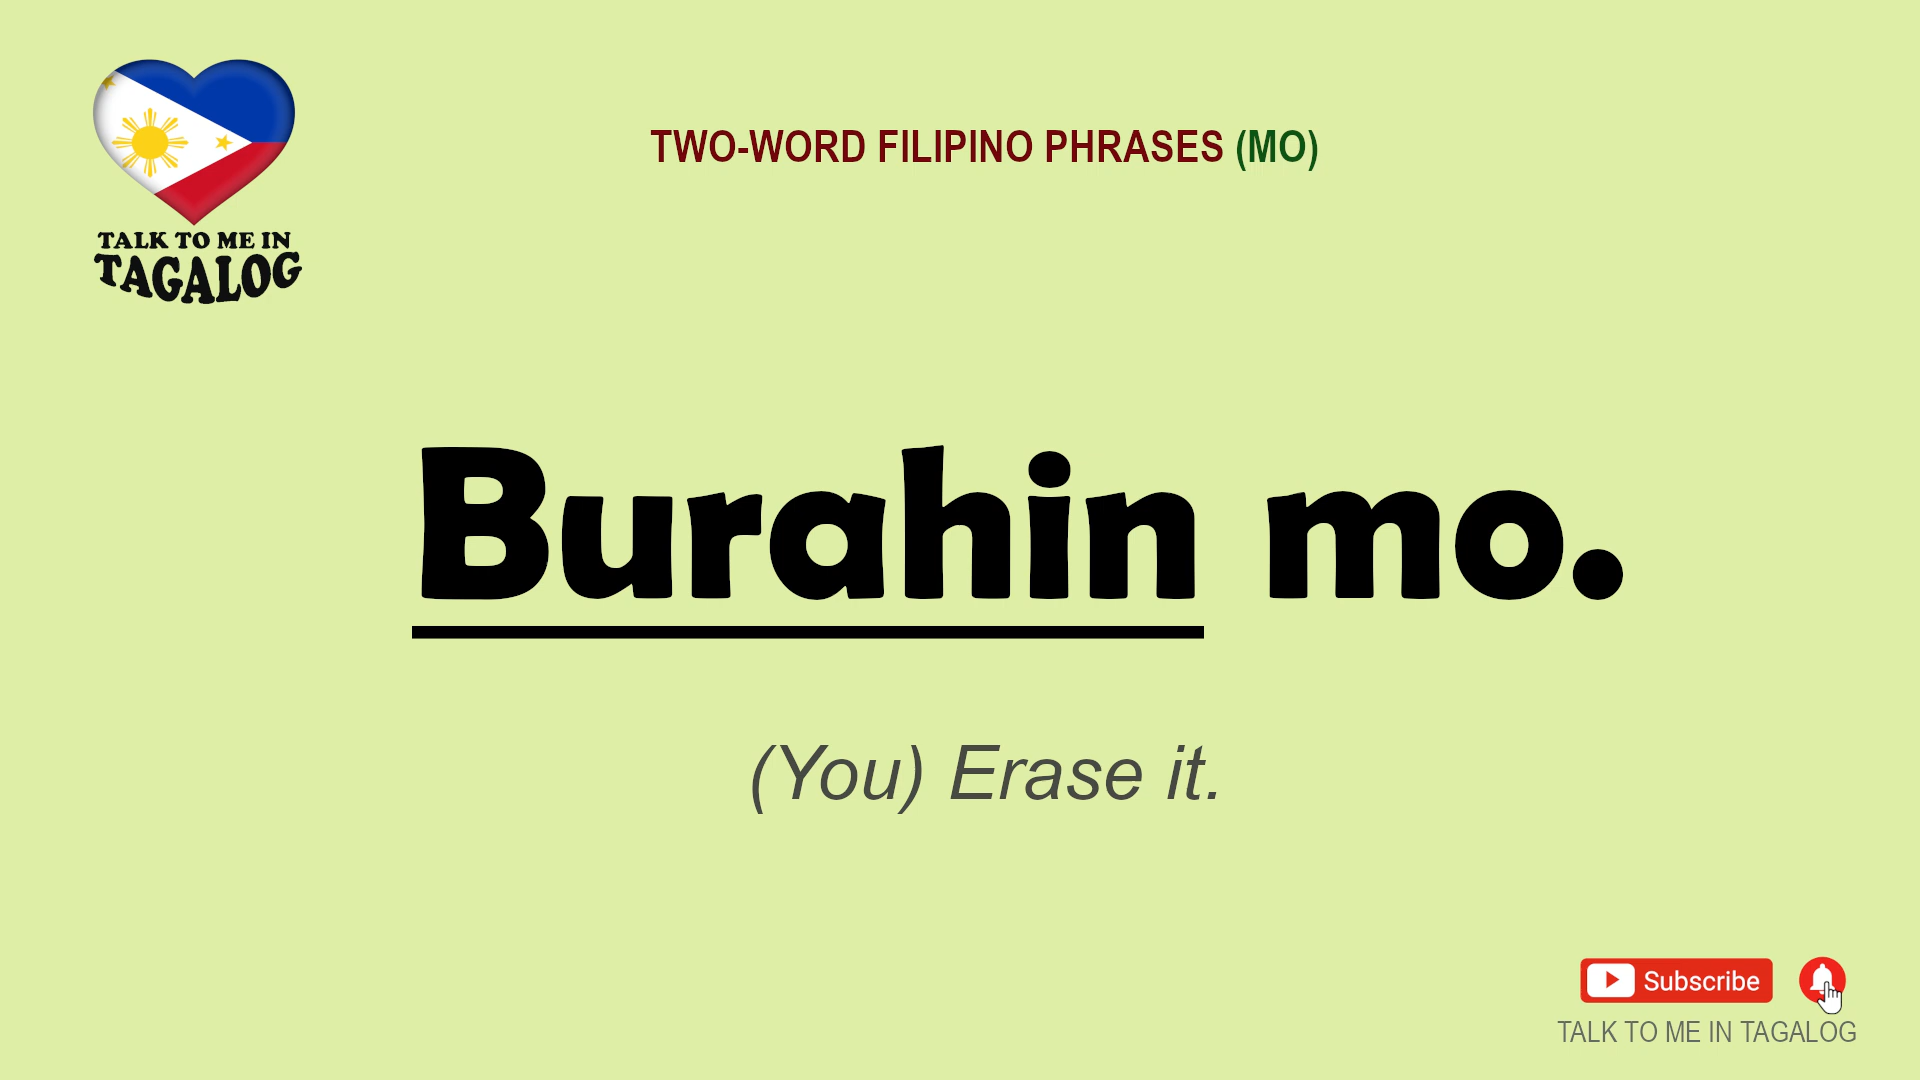 TALK TO ME IN
TAGALOG
TWO-WORD FILIPINO PHRASES (MO)
Burahin mo.
(You) Erase it.
Subscribe
TALK TO ME IN TAGALOG